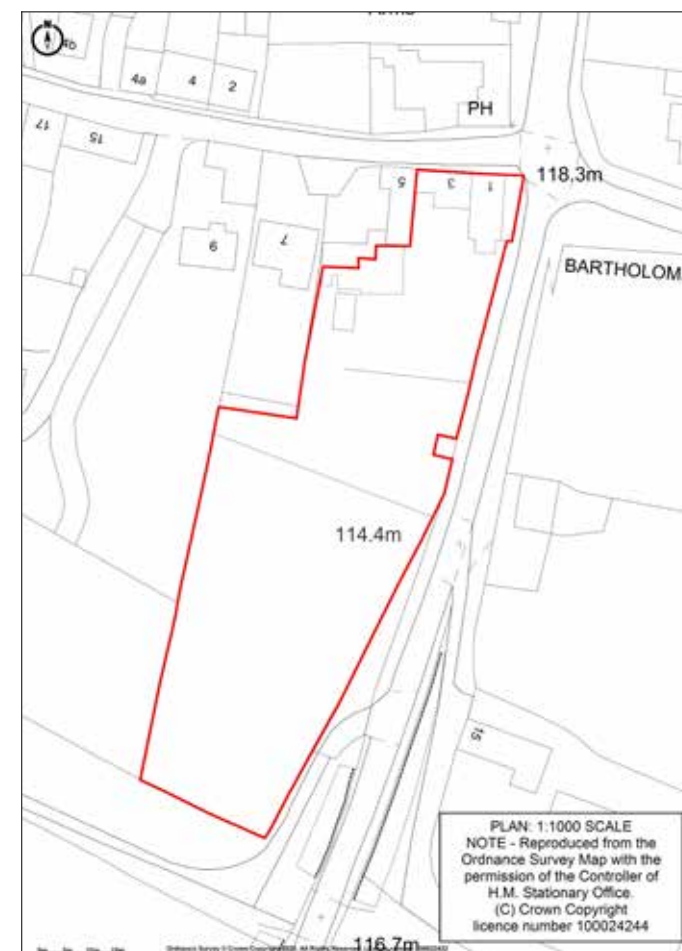 N
4b
4a
4
2
PH
17
15
5
3
1
118.3m
9
7
BARTHOLOM
114.4m
15
PLAN: 1:1000 SCALE
NOTE - Reproduced from the
Ordnance Survey Map with the
permission of the Controller of
H.M. Stationary Office.
(C) Crown Copyright
licence number 100024244
116.7m